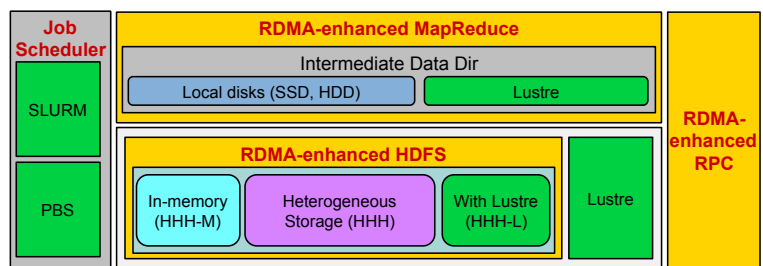 Job
Scheduler
SLURM
PBS
RDMA-enhanced MapReduce
Intermediate Data Dir
Local disks (SSD, HDD)
Lustre
RDMA-enhanced HDFS
In-memory
(HHH-M)
Heterogeneous
Storage (HHH)
With Lustre
(HHH-L)
Lustre
RDMA-
enhanced
RPC